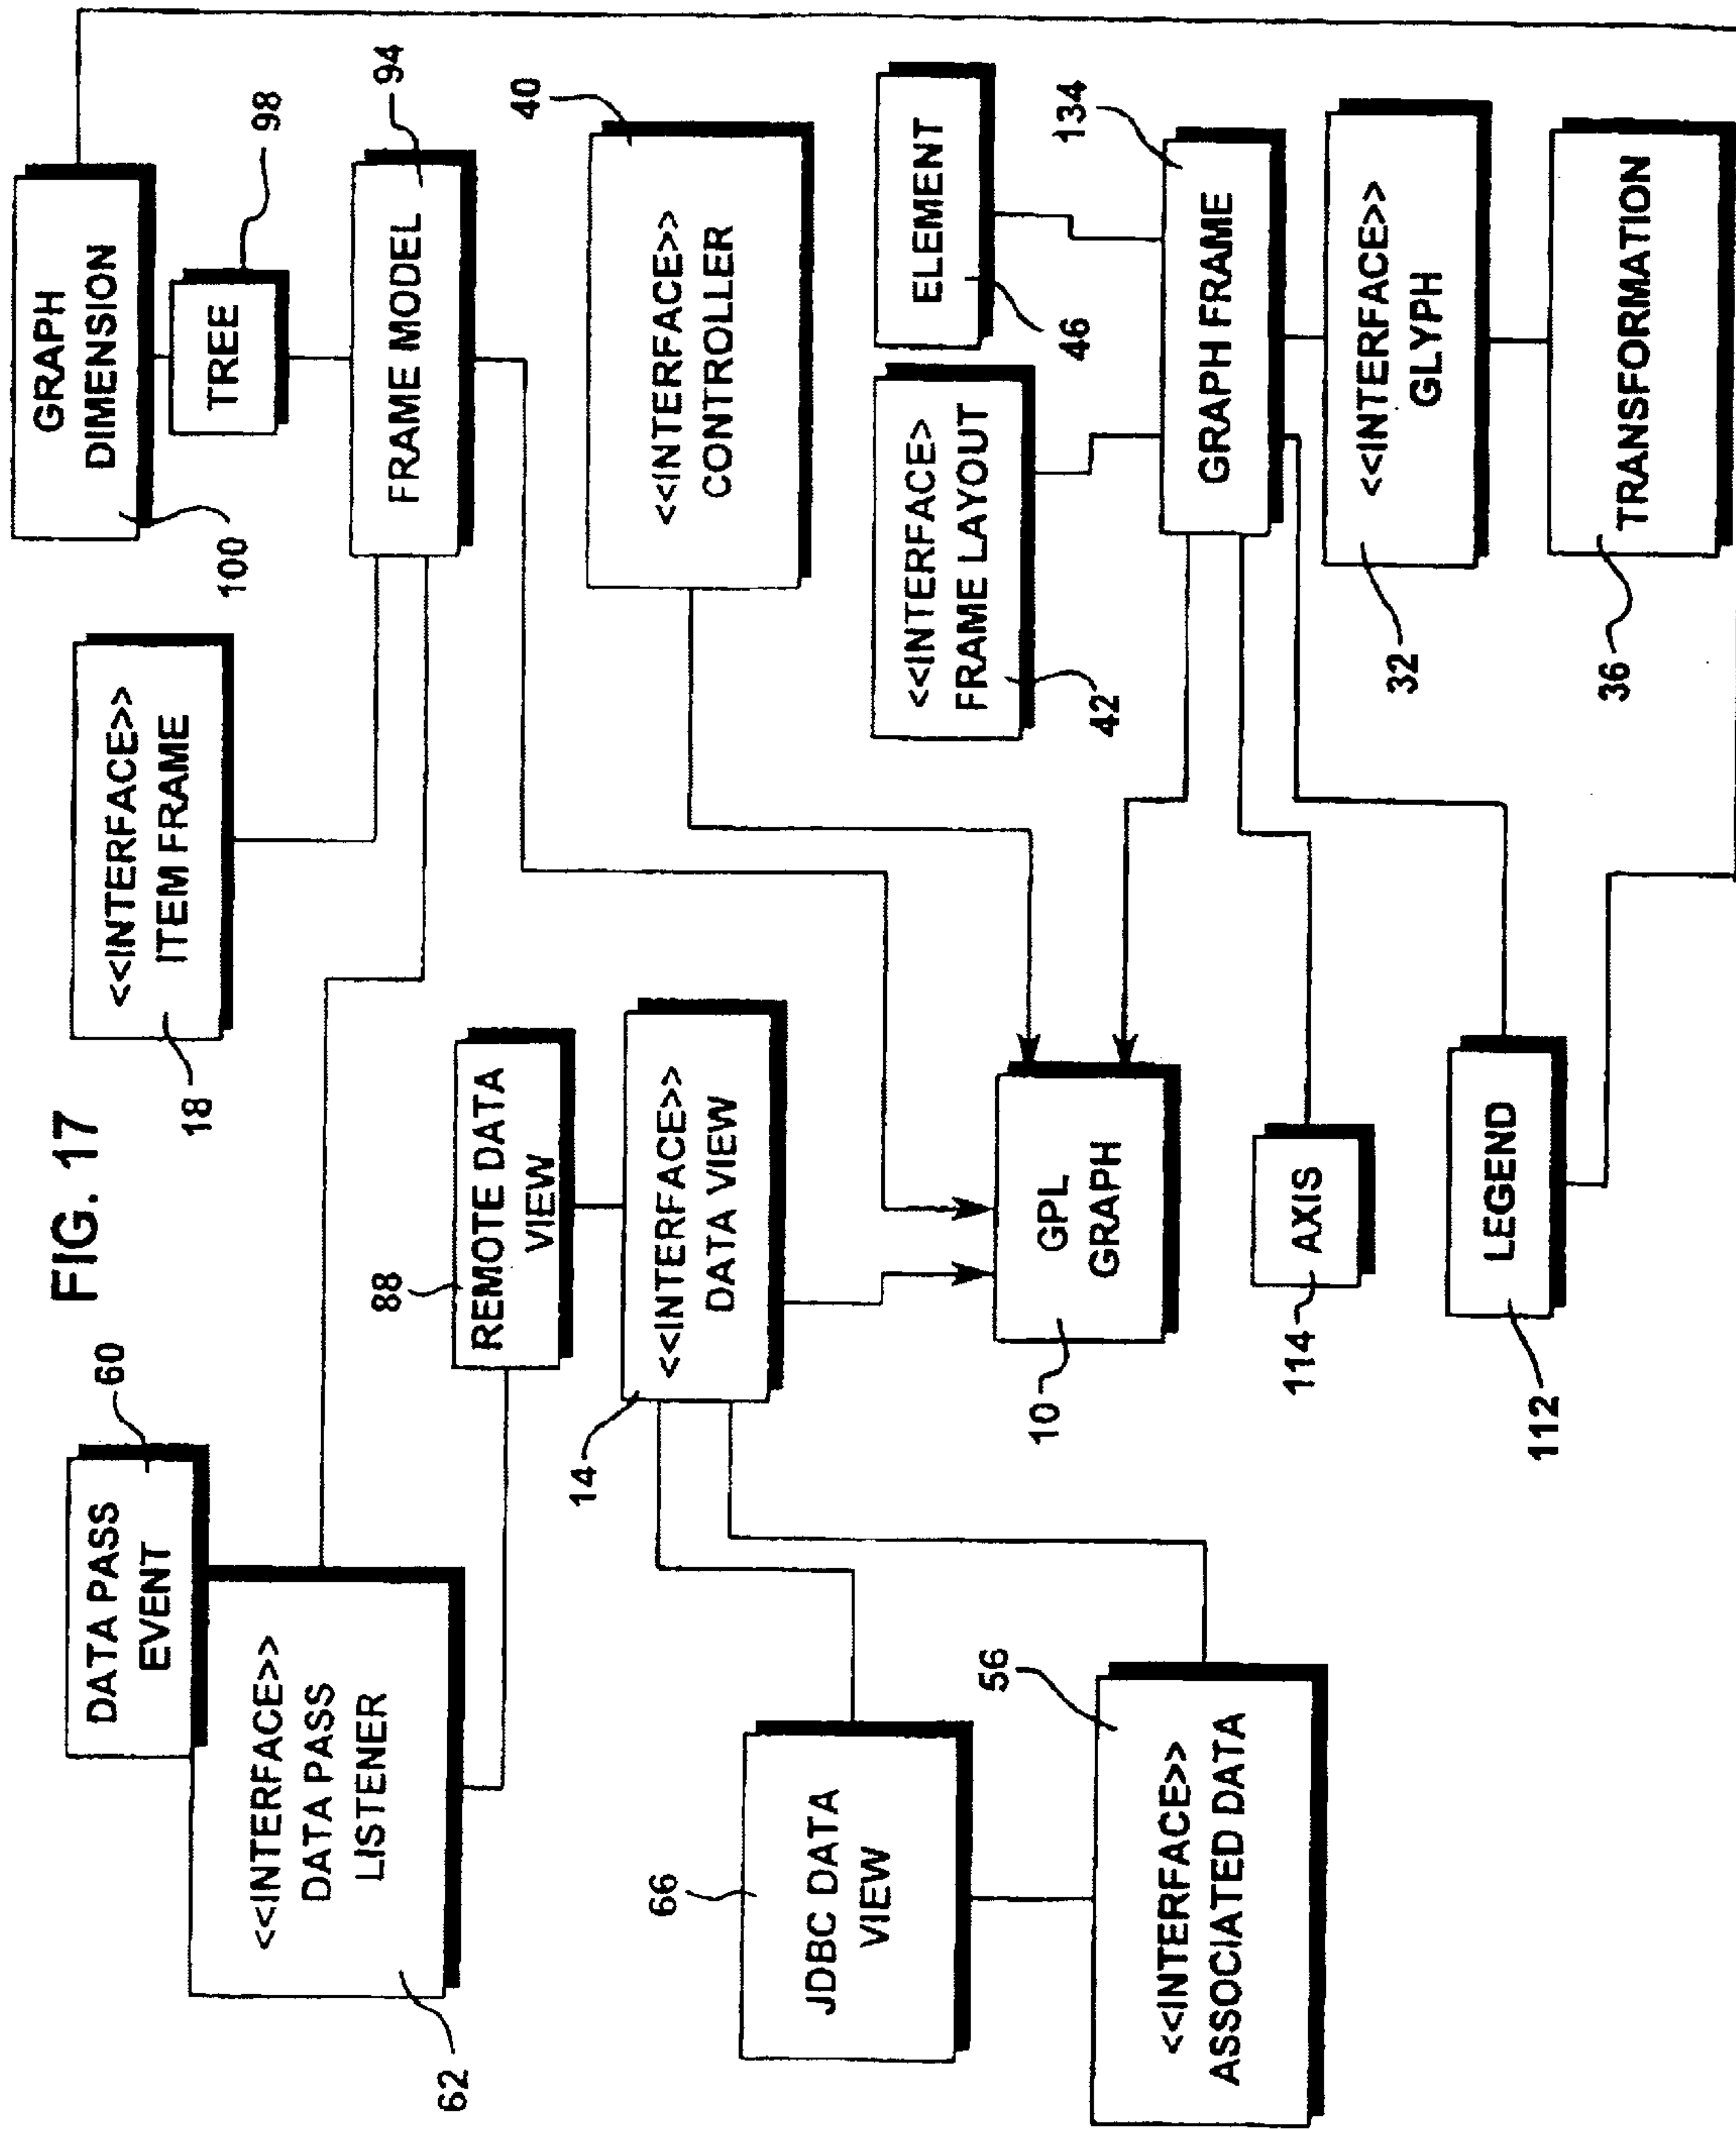 FIG. 17
DATA PASS
EVENT
60
<<INTERFACE>>
DATA PASS
LISTENER
62
<<INTERFACE>>
ITEM FRAME
18
GRAPH
DIMENSION
100
TREE
98
FRAME MODEL
94
88
REMOTE DATA
VIEW
<<INTERFACE>>
DATA VIEW
14
<<INTERFACE>>
CONTROLLER
40
66
JDBC DATA
VIEW
56
<<INTERFACE>>
ASSOCIATED DATA
GPL
GRAPH
10
<<INTERFACE>
FRAME LAYOUT
42
ELEMENT
46
134
GRAPH FRAME
AXIS
114
<<INTERFACE>>
GLYPH
32
LEGEND
112
TRANSFORMATION
36